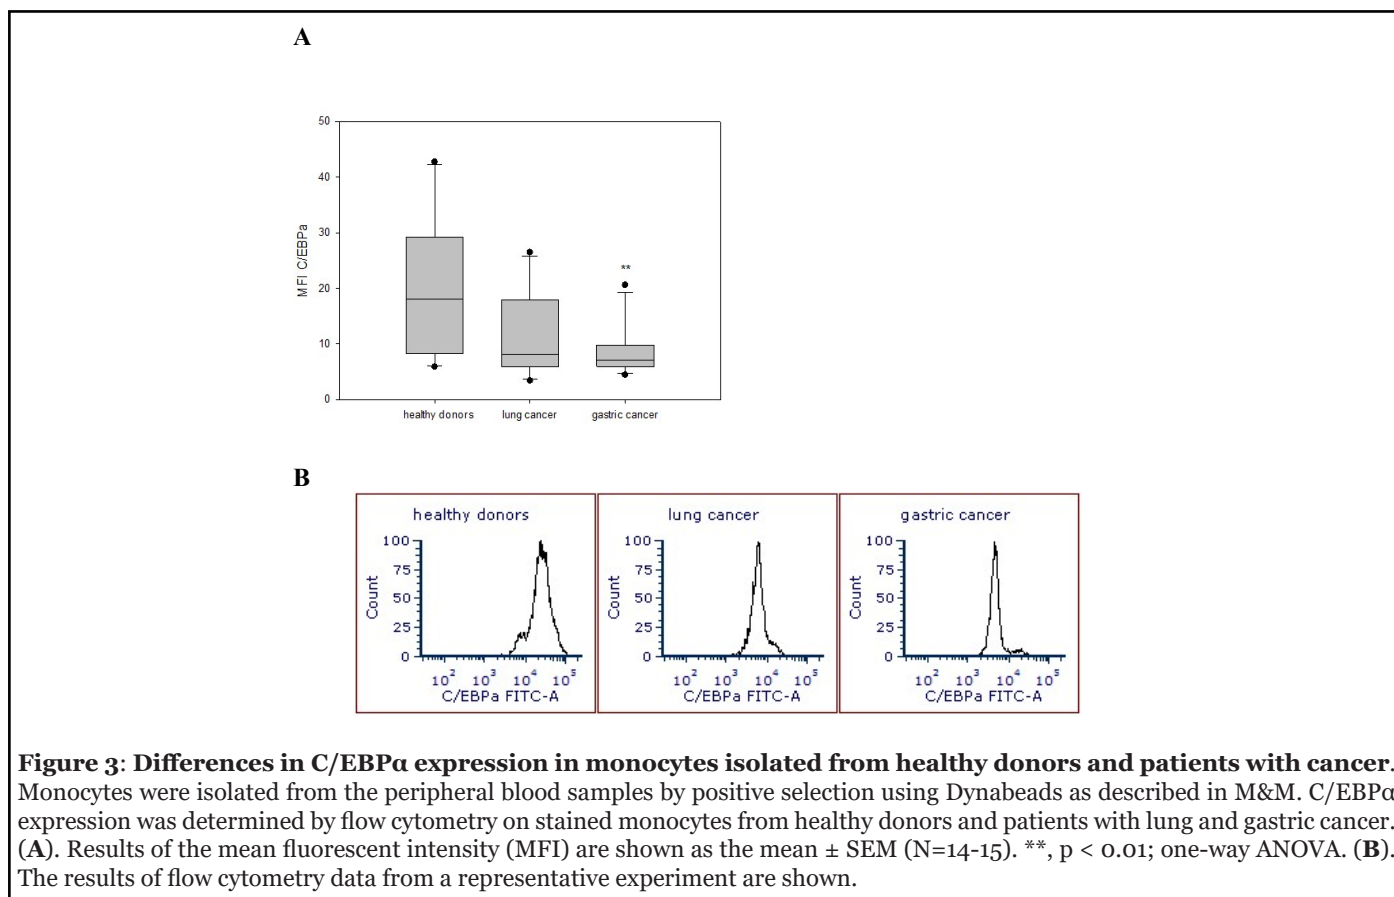 A
50
40
30
20
10
0
MFI C/EBPa
**
healthy donors lung cancer gastric cancer
B
healthy donors
100
75
50
25
0
Count
10² 10³ 10⁴ 10⁵
C/EBPa FITC-A
lung cancer
100
75
50
25
0
Count
10² 10³ 10⁴ 10⁵
C/EBPa FITC-A
gastric cancer
100
75
50
25
0
Count
10² 10³ 10⁴ 10⁵
C/EBPa FITC-A
Figure 3: Differences in C/EBPα expression in monocytes isolated from healthy donors and patients with cancer.
Monocytes were isolated from the peripheral blood samples by positive selection using Dynabeads as described in M&M. C/EBPα
expression was determined by flow cytometry on stained monocytes from healthy donors and patients with lung and gastric cancer.
(A). Results of the mean fluorescent intensity (MFI) are shown as the mean ± SEM (N=14-15). **, p < 0.01; one-way ANOVA. (B).
The results of flow cytometry data from a representative experiment are shown.